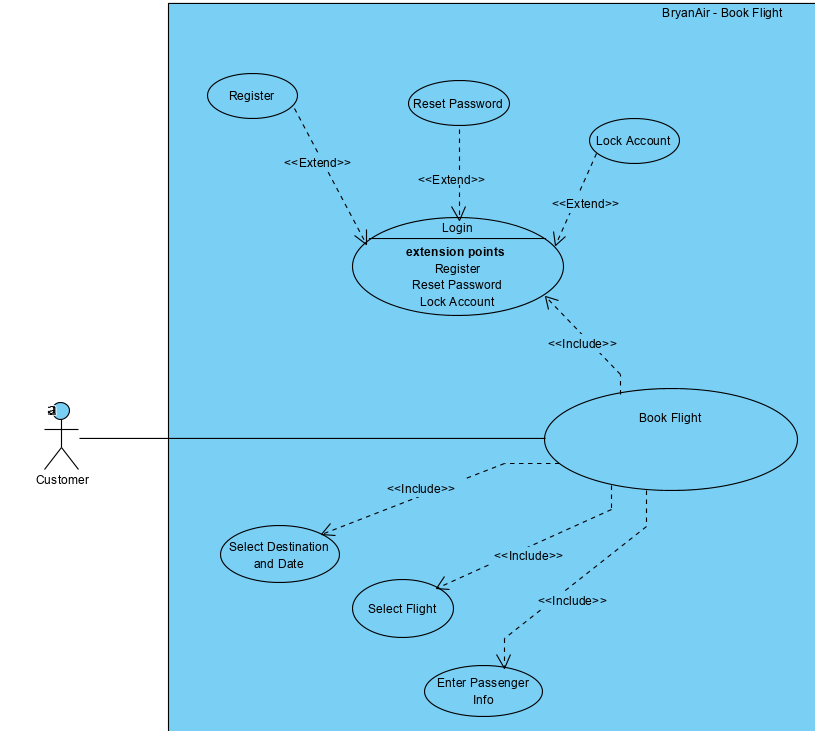 BryanAir - Book Flight
Register
Reset Password
Lock Account
<<Extend>>
<<Extend>>
<<Extend>>
Login
extension points
Register
Reset Password
Lock Account
<<Include>>
a
Customer
Book Flight
<<Include>>
Select Destination
and Date
<<Include>>
Select Flight
<<Include>>
Enter Passenger
Info